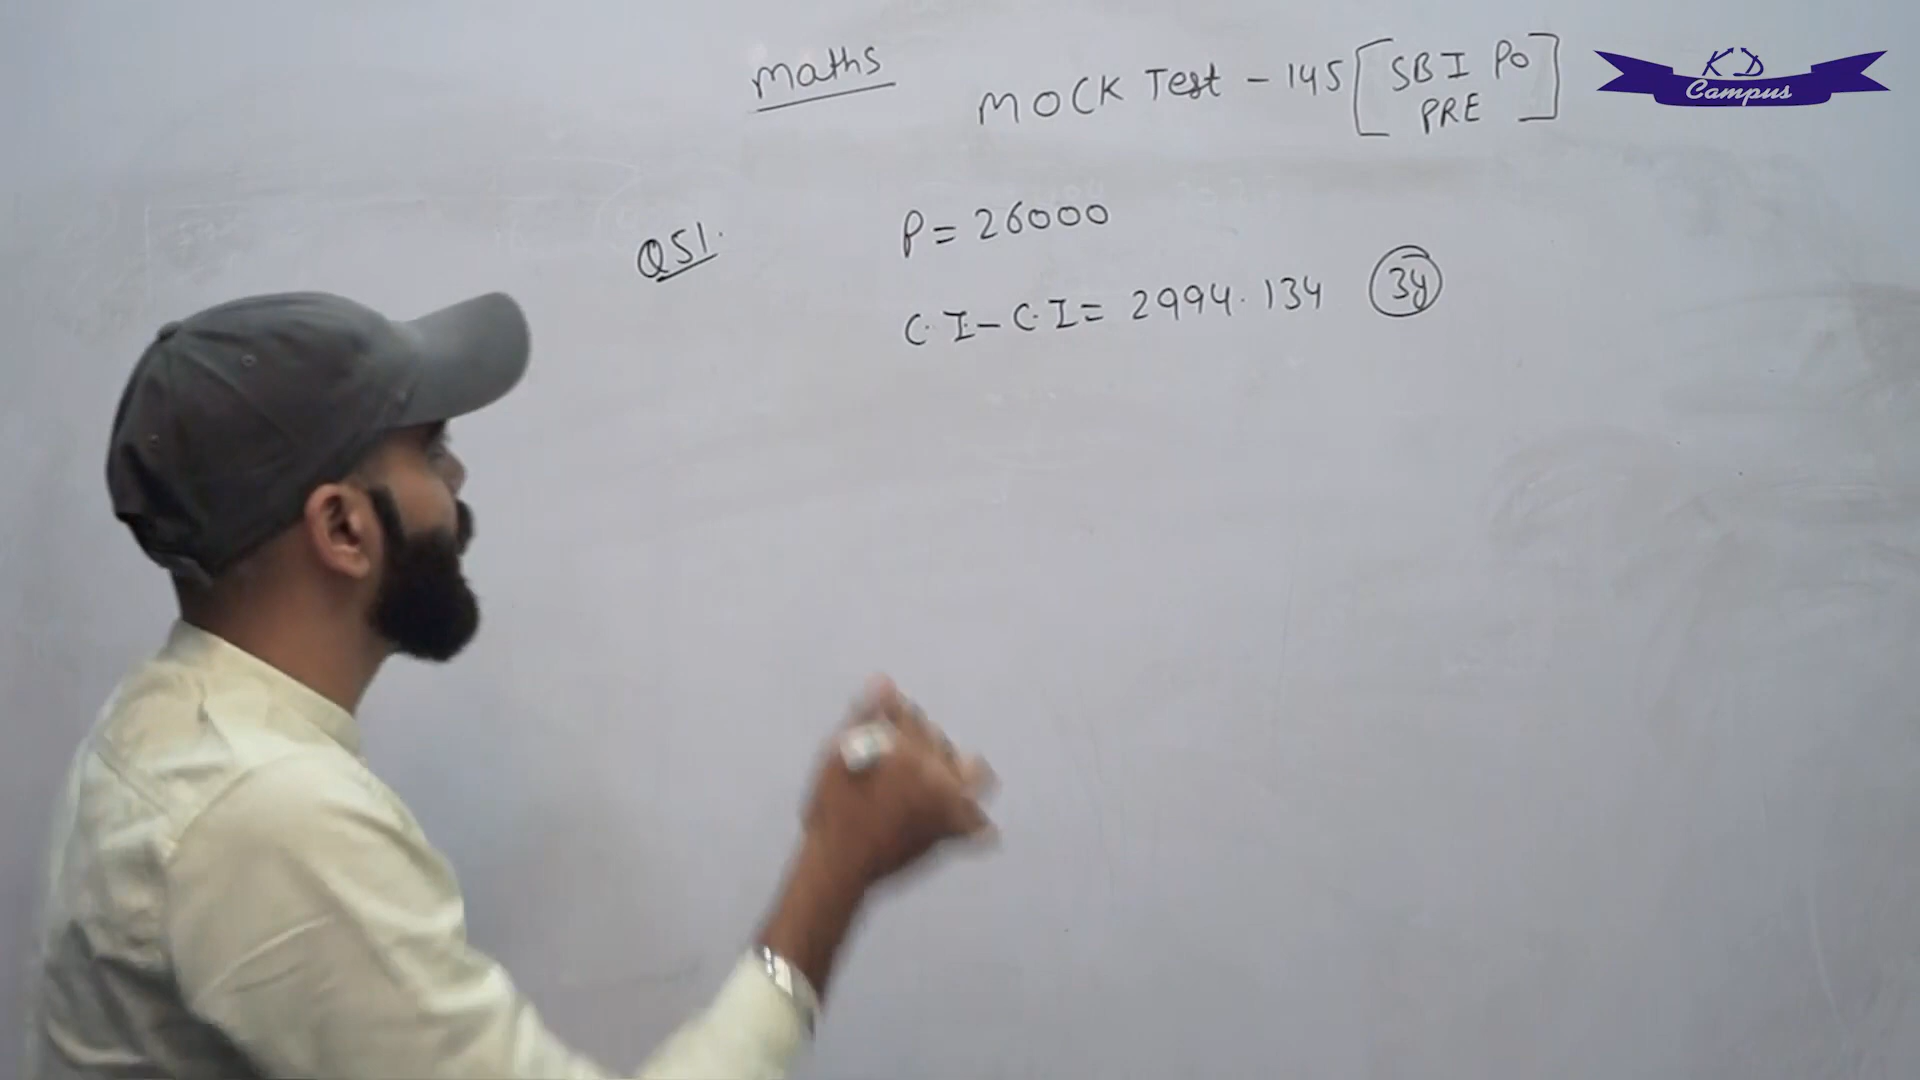 Maths
MOCK Test - 145 [SBI PO
PRE]
KD
Campus
Q51.
P = 26000
C.I - C.I = 2994.134 3y